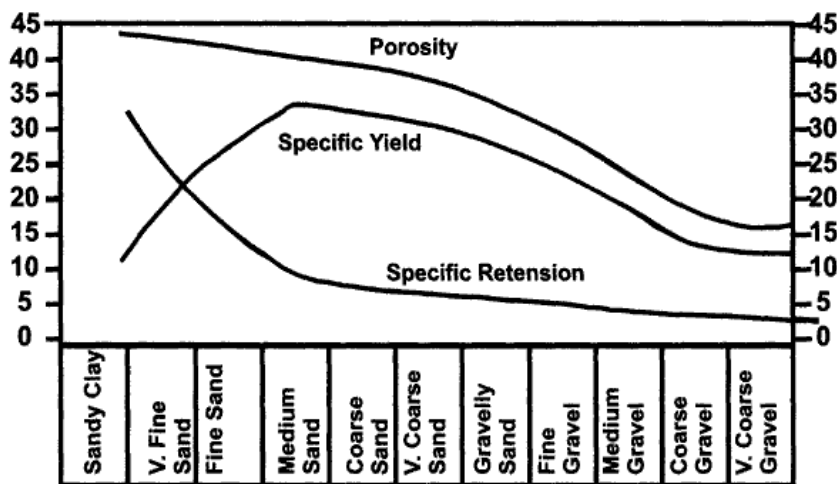 45
40
35
30
25
20
15
10
5
0
Porosity
Specific Yield
Specific Retension
45
40
35
30
25
20
15
10
5
0
Sandy Clay
V. Fine
Sand
Fine Sand
Medium
Sand
Coarse
Sand
V. Coarse
Sand
Gravelly
Sand
Fine
Gravel
Medium
Gravel
Coarse
Gravel
V. Coarse
Gravel